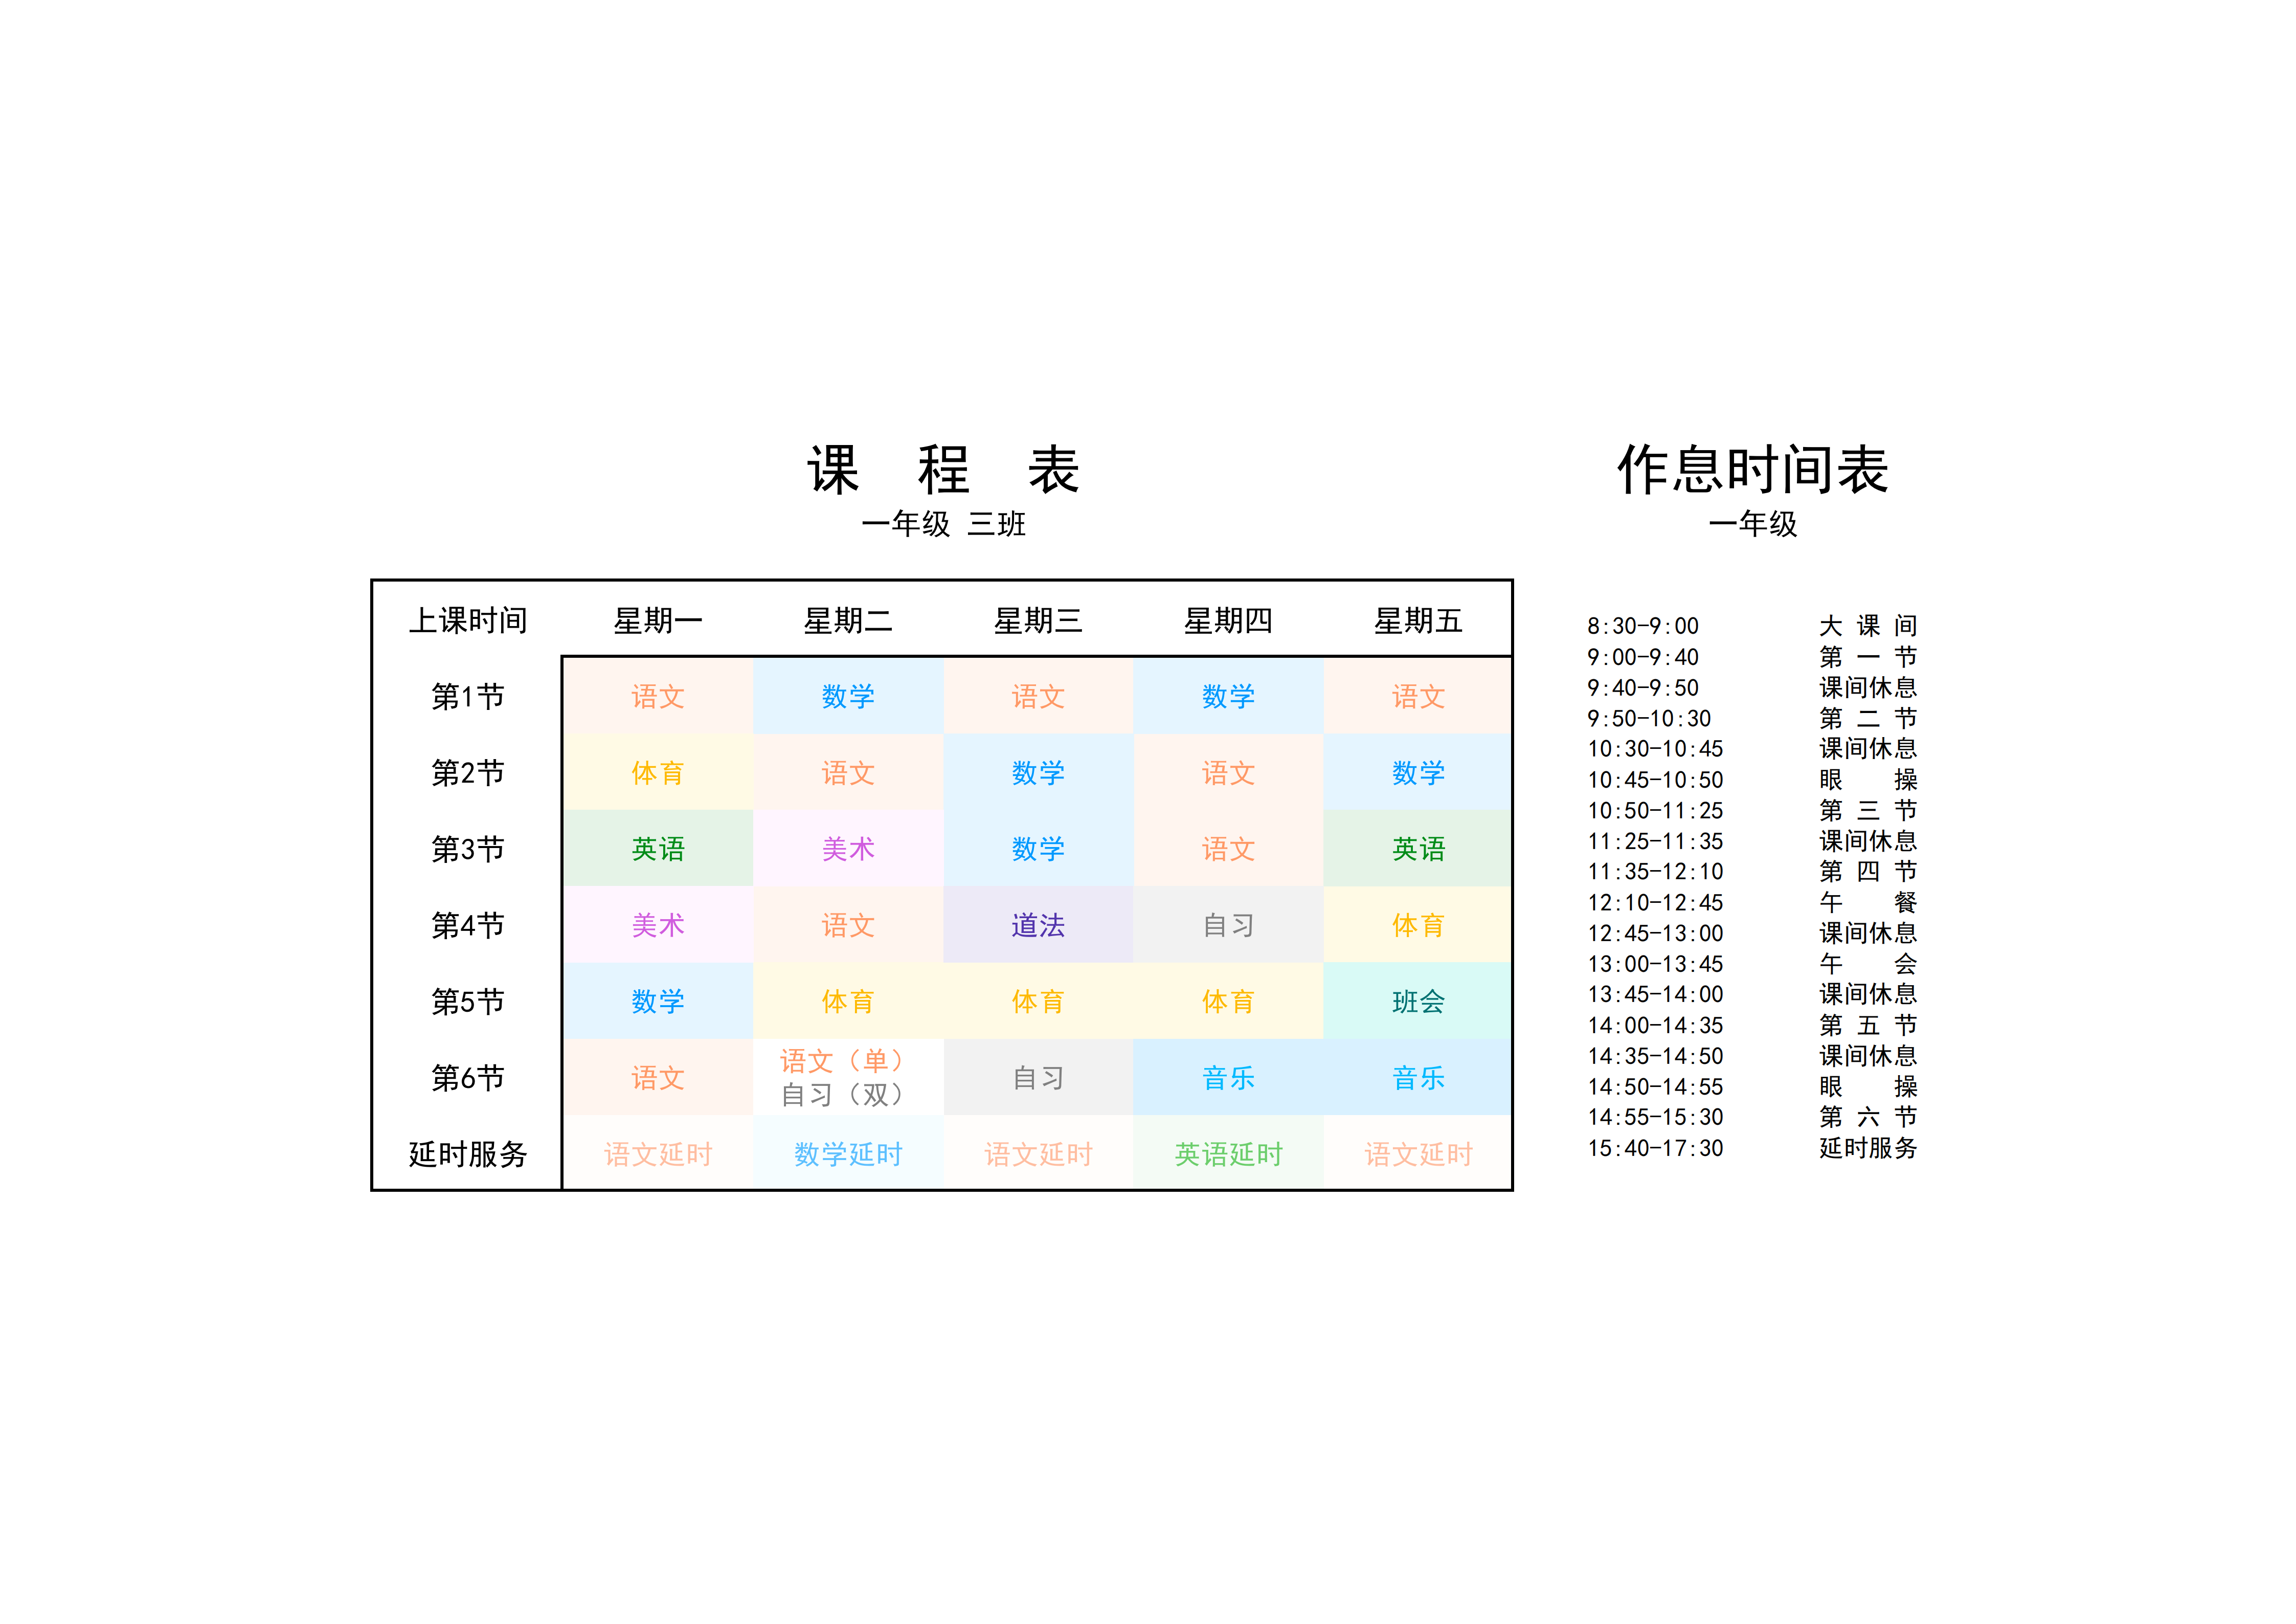 课 程 表
一年级 三班
上课时间 星期一 星期二 星期三 星期四 星期五
第1节 语文 数学 语文 数学 语文
第2节 体育 语文 数学 语文 数学
第3节 英语 美术 数学 语文 英语
第4节 美术 语文 道法 自习 体育
第5节 数学 体育 体育 体育 班会
第6节 语文 语文（单） 自习 音乐 音乐
自习（双）
延时服务 语文延时 数学延时 语文延时 英语延时 语文延时
作息时间表
一年级
8:30-9:00 大 课 间
9:00-9:40 第 一 节
9:40-9:50 课间休息
9:50-10:30 第 二 节
10:30-10:45 课间休息
10:45-10:50 眼 操
10:50-11:25 第 三 节
11:25-11:35 课间休息
11:35-12:10 第 四 节
12:10-12:45 午 餐
12:45-13:00 课间休息
13:00-13:45 午 会
13:45-14:00 课间休息
14:00-14:35 第 五 节
14:35-14:50 课间休息
14:50-14:55 眼 操
14:55-15:30 第 六 节
15:40-17:30 延时服务